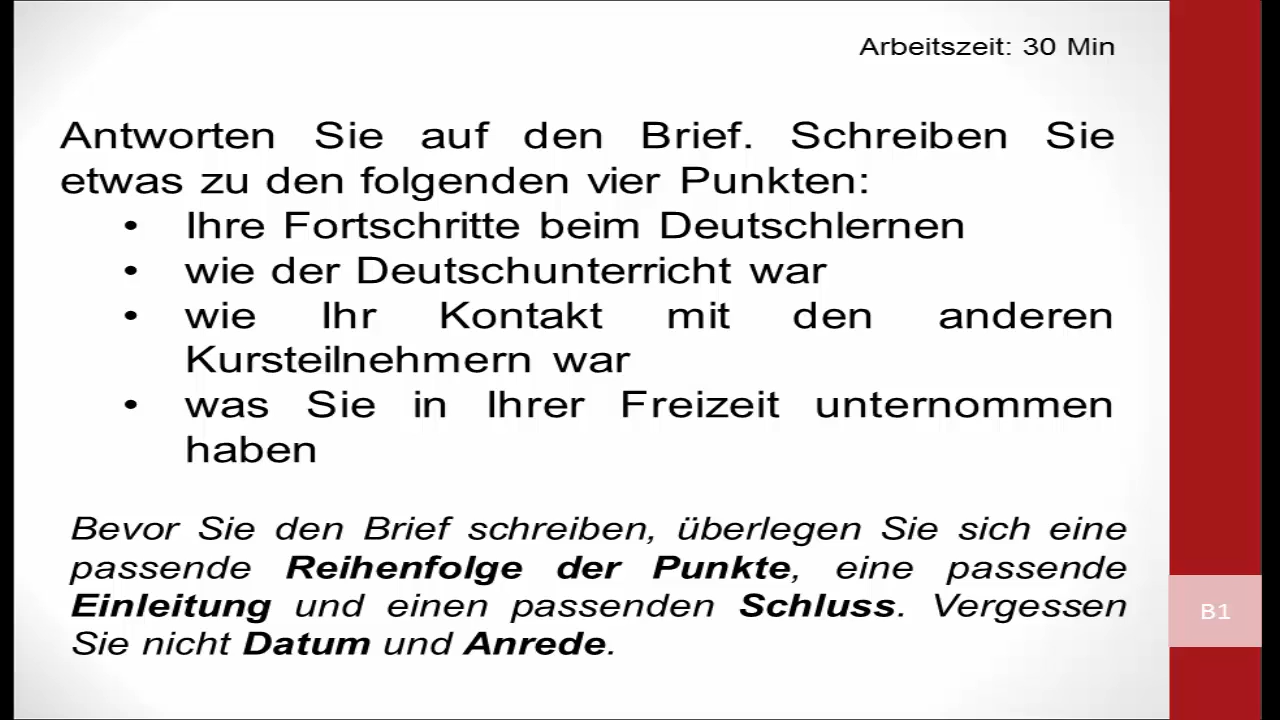 Arbeitszeit: 30 Min
Antworten Sie auf den Brief. Schreiben Sie
etwas zu den folgenden vier Punkten:
• Ihre Fortschritte beim Deutschlernen
• wie der Deutschunterricht war
• wie Ihr Kontakt mit den anderen
Kursteilnehmern war
• was Sie in Ihrer Freizeit unternommen
haben
Bevor Sie den Brief schreiben, überlegen Sie sich eine
passende Reihenfolge der Punkte, eine passende
Einleitung und einen passenden Schluss. Vergessen
Sie nicht Datum und Anrede.
B1